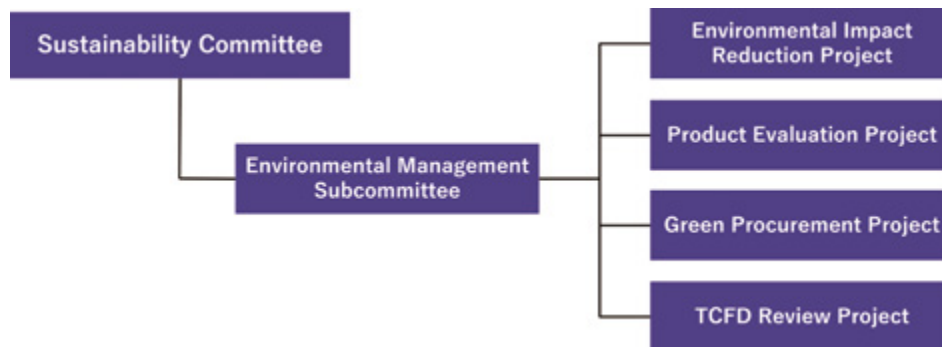 Sustainability Committee
Environmental Management
Subcommittee
Environmental Impact
Reduction Project
Product Evaluation Project
Green Procurement Project
TCFD Review Project